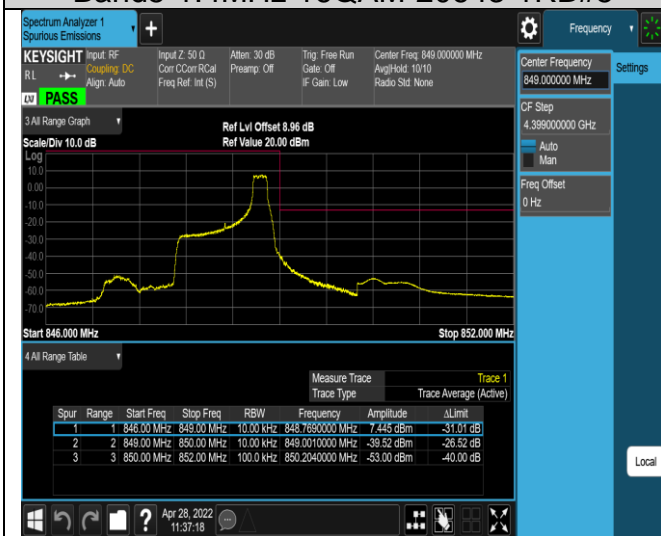 Spectrum Analyzer 1
Spurious Emissions
+
Frequency
KEYSIGHT
RL
LXI PASS
Input: RF
Coupling: DC
Align: Auto
Input Z: 50 Ω
Corr CCorr RCal
Freq Ref: Int (S)
Atten: 30 dB
Preamp: Off
Trig: Free Run
Gate: Off
IF Gain: Low
Center Freq: 849.000000 MHz
Avg|Hold: 10/10
Radio Std: None
Center Frequency
849.000000 MHz
Settings
CF Step
4.399000000 GHz
Auto
Man
Freq Offset
0 Hz
3 All Range Graph
Scale/Div 10.0 dB
Ref Lvl Offset 8.96 dB
Ref Value 20.00 dBm
Log
10.0
0.00
-10.0
-20.0
-30.0
-40.0
-50.0
-60.0
-70.0
Start 846.000 MHz
Stop 852.000 MHz
4 All Range Table
Measure Trace Trace 1
Trace Type Trace Average (Active)
Spur Range Start Freq Stop Freq RBW Frequency Amplitude ΔLimit
1 1 846.00 MHz 849.00 MHz 10.00 kHz 848.7690000 MHz 7.445 dBm -31.01 dB
2 2 849.00 MHz 850.00 MHz 10.00 kHz 849.0010000 MHz -39.52 dBm -26.52 dB
3 3 850.00 MHz 852.00 MHz 100.0 kHz 850.2040000 MHz -53.00 dBm -40.00 dB
Local
?
Apr 28, 2022
11:37:18